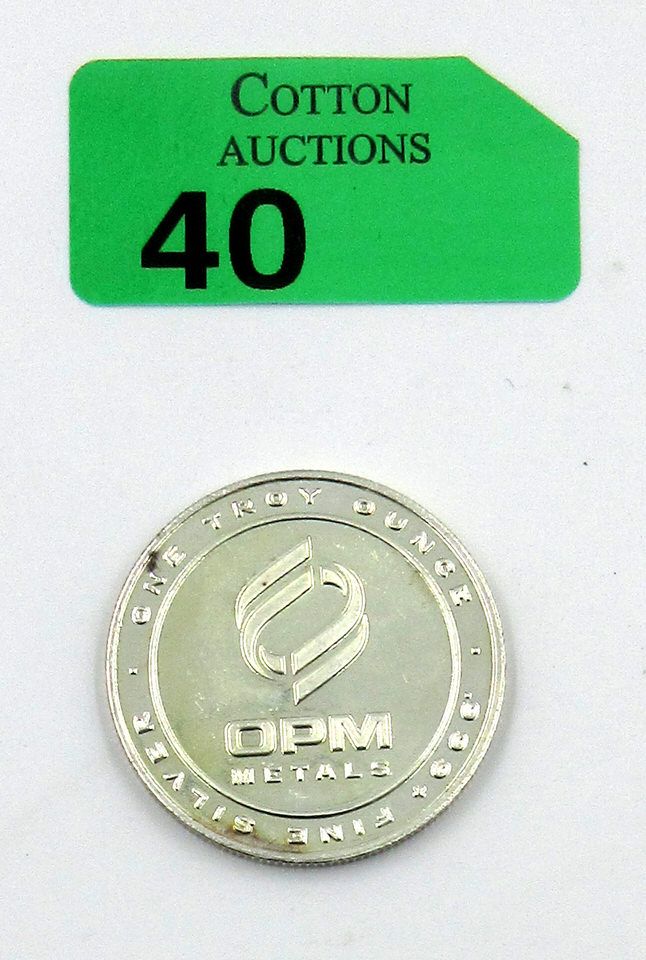 COTTON
AUCTIONS
40
· ONE TROY OUNCE ·
OPM
METALS
.999+ FINE SILVER